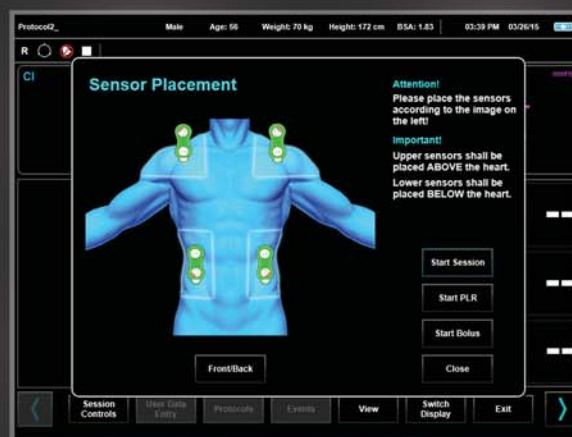 Protocol2_ Male Age: 56 Weight: 70 kg Height: 172 cm BSA: 1.83 03:39 PM 03/26/15
R
CI
Sensor Placement
Attention!
Please place the sensors
according to the image on
the left!
Important!
Upper sensors shall be
placed ABOVE the heart.
Lower sensors shall be
placed BELOW the heart.
Start Session
Start PLR
Start Bolus
Front/Back
Close
Session
Controls
User Data
Entry
Protocols
Events
View
Switch
Display
Exit
--
--
--